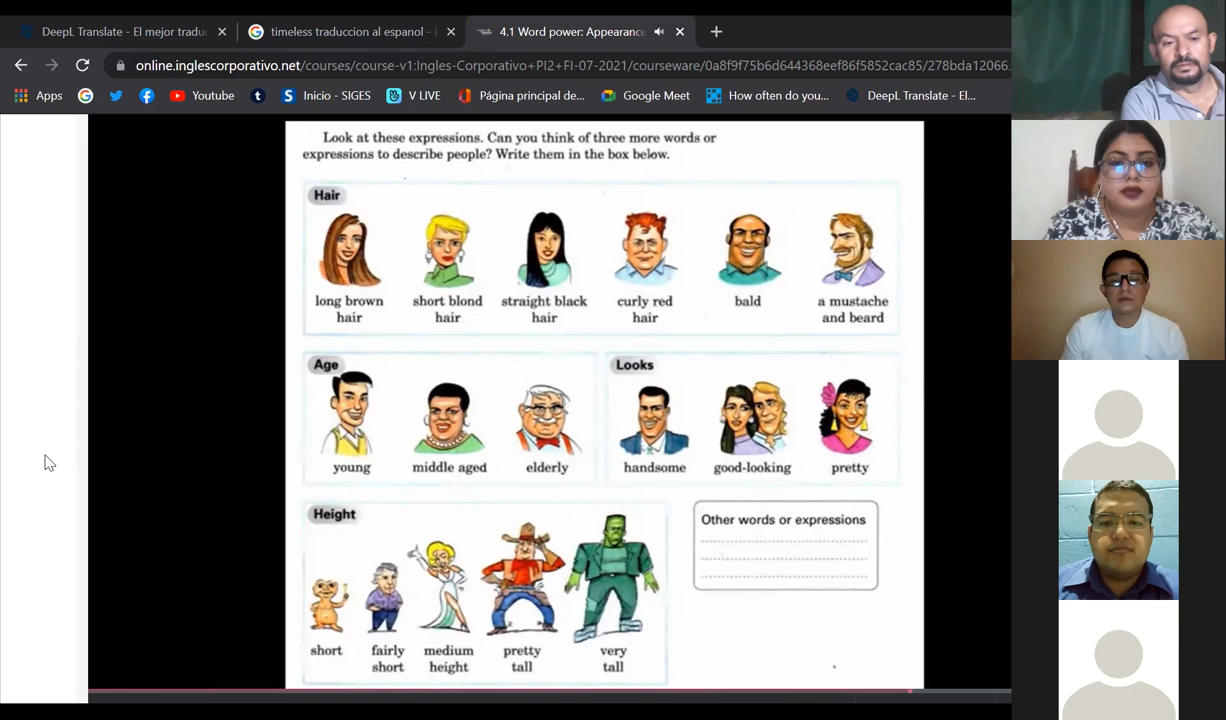 DeepL Translate - El mejor traduc
timeless traduccion al espanol - 
4.1 Word power: Appearance
online.inglescorporativo.net/courses/course-v1:Ingles-Corporativo+PI2+FI-07-2021/courseware/0a8f9f75b6d644368eef86f5852cac85/278bda12066.
Apps
Youtube
Inicio - SIGES
V LIVE
Página principal de...
Google Meet
How often do you...
DeepL Translate - El...
Look at these expressions. Can you think of three more words or
expressions to describe people? Write them in the box below.
Hair
long brown
hair
short blond
hair
straight black
hair
curly red
hair
bald
a mustache
and beard
Age
young
middle aged
elderly
Looks
handsome
good-looking
pretty
Height
short
fairly
short
medium
height
pretty
tall
very
tall
Other words or expressions